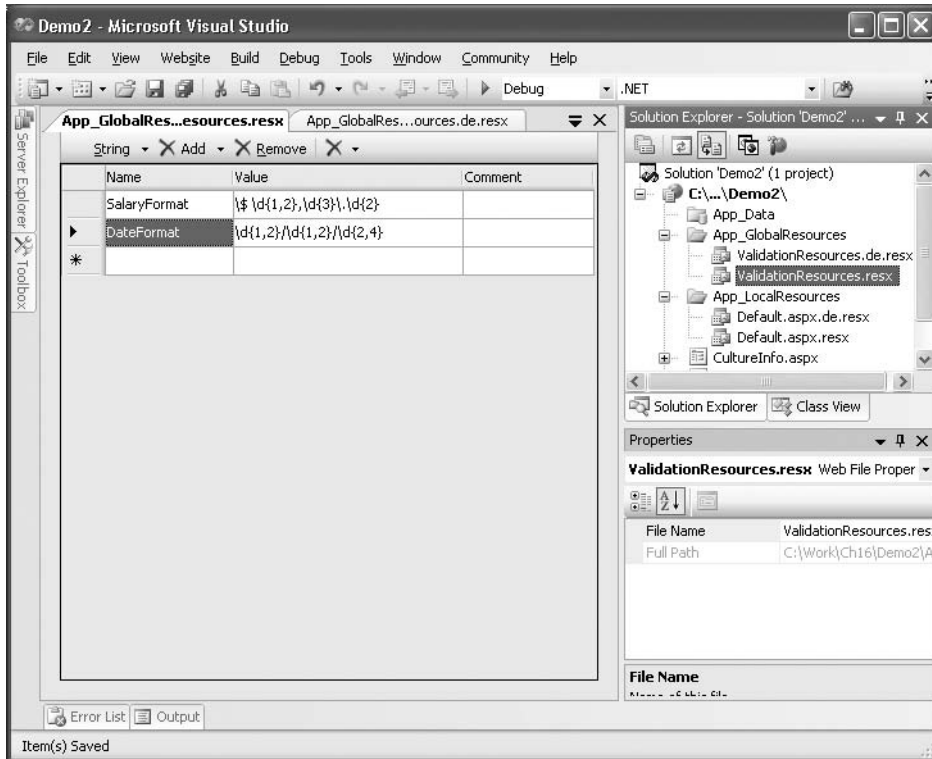 Demo2 - Microsoft Visual Studio
File Edit View Website Build Debug Tools Window Community Help
Debug .NET
Server Explorer
Toolbox
App_GlobalRes...esources.resx App_GlobalRes...ources.de.resx
String Add Remove
Name Value Comment
SalaryFormat \$ \d{1,2},\d{3}\.\d{2}
DateFormat \d{1,2}/\d{1,2}/\d{2,4}
Solution Explorer - Solution 'Demo2' ...
Solution 'Demo2' (1 project)
C:\...\Demo2\
App_Data
App_GlobalResources
ValidationResources.de.resx
ValidationResources.resx
App_LocalResources
Default.aspx.de.resx
Default.aspx.resx
CultureInfo.aspx
Solution Explorer Class View
Properties
ValidationResources.resx Web File Proper
File Name ValidationResources.res
Full Path C:\Work\Ch16\Demo2\A
File Name
Error List Output
Item(s) Saved